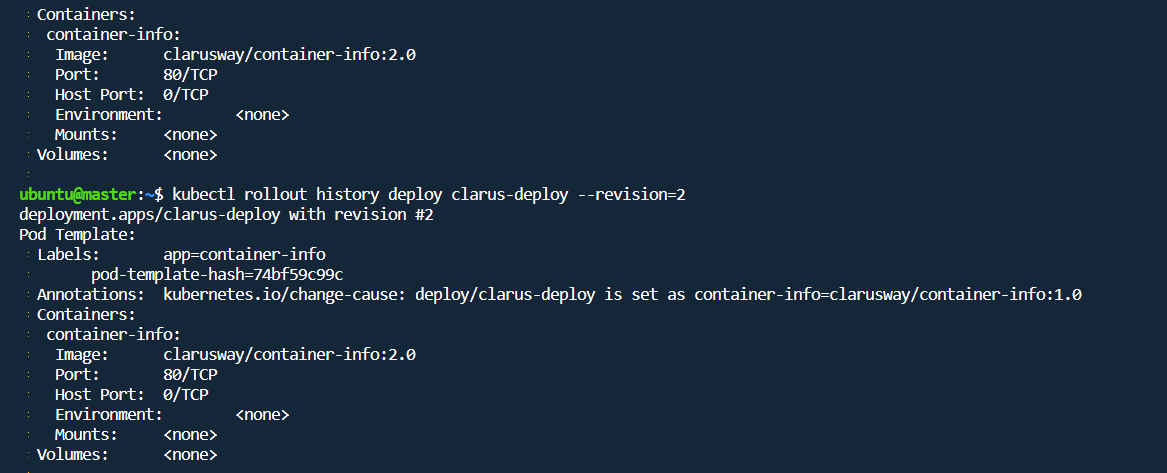 : Containers:
: container-info:
: Image: clarusway/container-info:2.0
: Port: 80/TCP
: Host Port: 0/TCP
: Environment: <none>
: Mounts: <none>
: Volumes: <none>
:
ubuntu@master:~$ kubectl rollout history deploy clarus-deploy --revision=2
deployment.apps/clarus-deploy with revision #2
Pod Template:
: Labels: app=container-info
: pod-template-hash=74bf59c99c
: Annotations: kubernetes.io/change-cause: deploy/clarus-deploy is set as container-info=clarusway/container-info:1.0
: Containers:
: container-info:
: Image: clarusway/container-info:2.0
: Port: 80/TCP
: Host Port: 0/TCP
: Environment: <none>
: Mounts: <none>
: Volumes: <none>